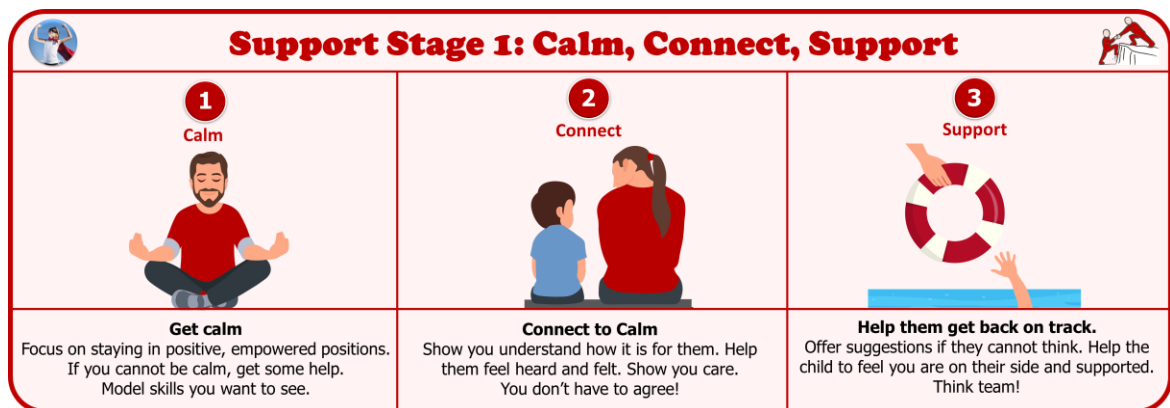 Support Stage 1: Calm, Connect, Support
1
Calm
2
Connect
3
Support
Get calm
Focus on staying in positive, empowered positions.
If you cannot be calm, get some help.
Model skills you want to see.
Connect to Calm
Show you understand how it is for them. Help
them feel heard and felt. Show you care.
You don’t have to agree!
Help them get back on track.
Offer suggestions if they cannot think. Help the
child to feel you are on their side and supported.
Think team!